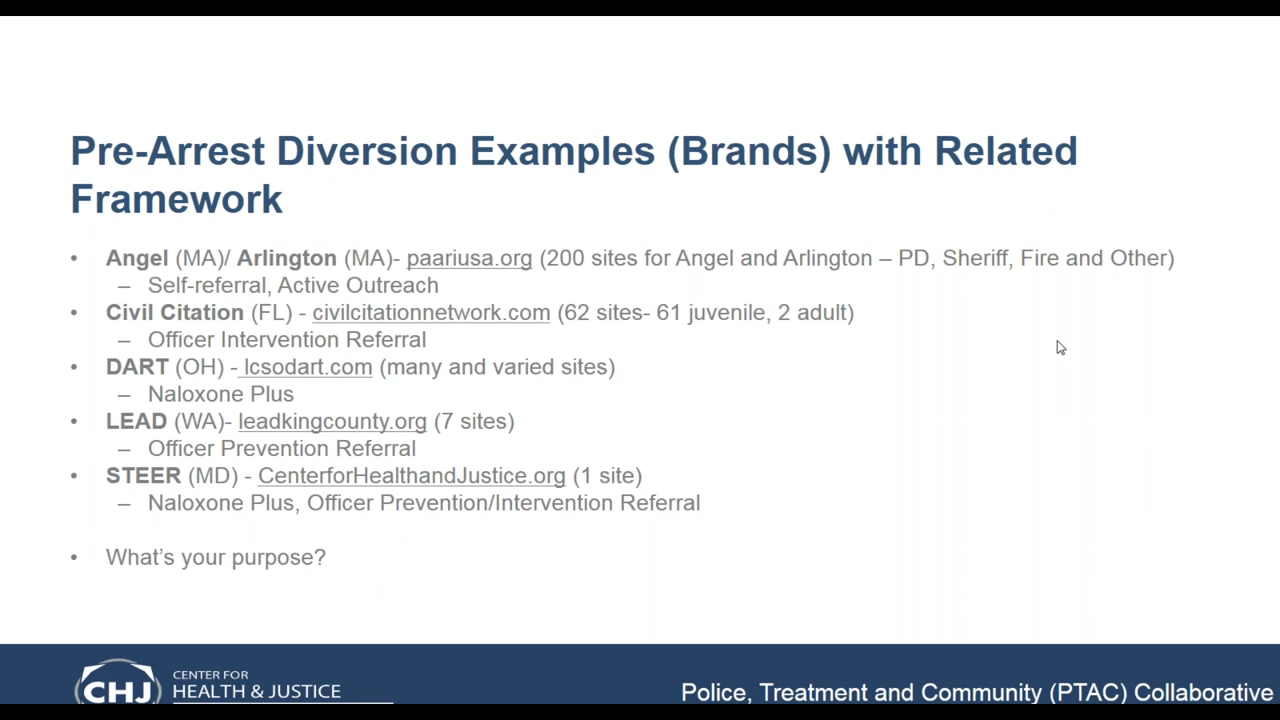 Pre-Arrest Diversion Examples (Brands) with Related
Framework
• Angel (MA)/ Arlington (MA)- paariusa.org (200 sites for Angel and Arlington – PD, Sheriff, Fire and Other)
– Self-referral, Active Outreach
• Civil Citation (FL) - civilcitationnetwork.com (62 sites- 61 juvenile, 2 adult)
– Officer Intervention Referral
• DART (OH) - lcsodart.com (many and varied sites)
– Naloxone Plus
• LEAD (WA)- leadkingcounty.org (7 sites)
– Officer Prevention Referral
• STEER (MD) - CenterforHealthandJustice.org (1 site)
– Naloxone Plus, Officer Prevention/Intervention Referral
• What's your purpose?
CHJ
CENTER FOR
HEALTH & JUSTICE
Police, Treatment and Community (PTAC) Collaborative